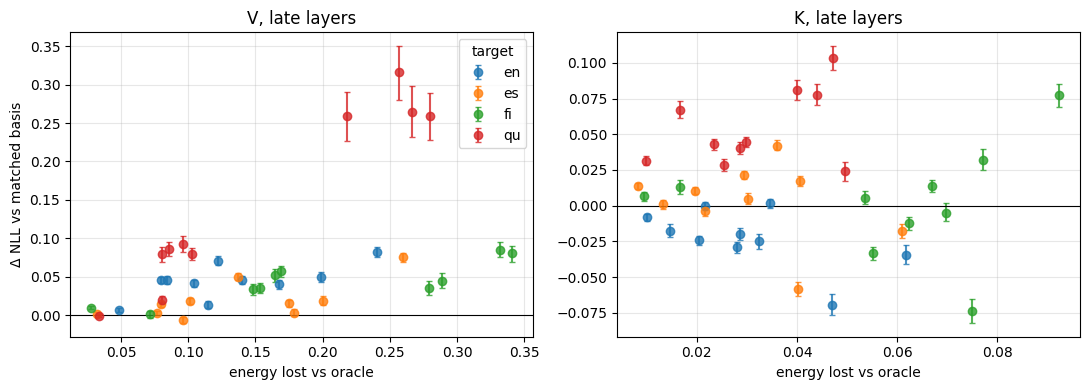 V, late layers
Δ NLL vs matched basis
0.35
0.30
0.25
0.20
0.15
0.10
0.05
0.00
target
en
es
fi
qu
0.05 0.10 0.15 0.20 0.25 0.30 0.35
energy lost vs oracle
K, late layers
0.100
0.075
0.050
0.025
0.000
−0.025
−0.050
−0.075
0.02 0.04 0.06 0.08
energy lost vs oracle